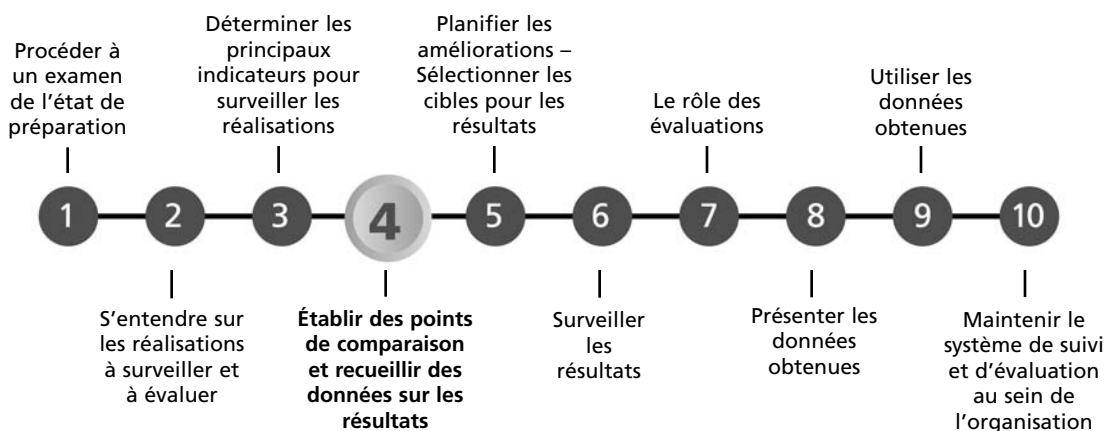 Procéder à
un examen
de l'état de
préparation
Déterminer les
principaux
indicateurs pour
surveiller les
réalisations
Planifier les
améliorations –
Sélectionner les
cibles pour les
résultats
Le rôle des
évaluations
Utiliser les
données
obtenues
1 2 3 4 5 6 7 8 9 10
S'entendre sur
les réalisations
à surveiller et
à évaluer
Établir des points
de comparaison
et recueillir des
données sur les
résultats
Surveiller
les
résultats
Présenter les
données
obtenues
Maintenir le
système de suivi
et d'évaluation
au sein de
l'organisation